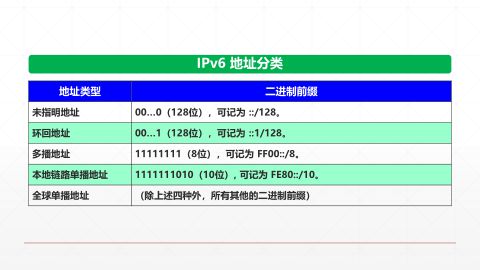 IPv6 地址分类
地址类型 二进制前缀
未指明地址 00…0（128位），可记为 ::/128。
环回地址 00…1（128位），可记为 ::1/128。
多播地址 11111111（8位），可记为 FF00::/8。
本地链路单播地址 1111111010（10位）, 可记为 FE80::/10。
全球单播地址 （除上述四种外，所有其他的二进制前缀）